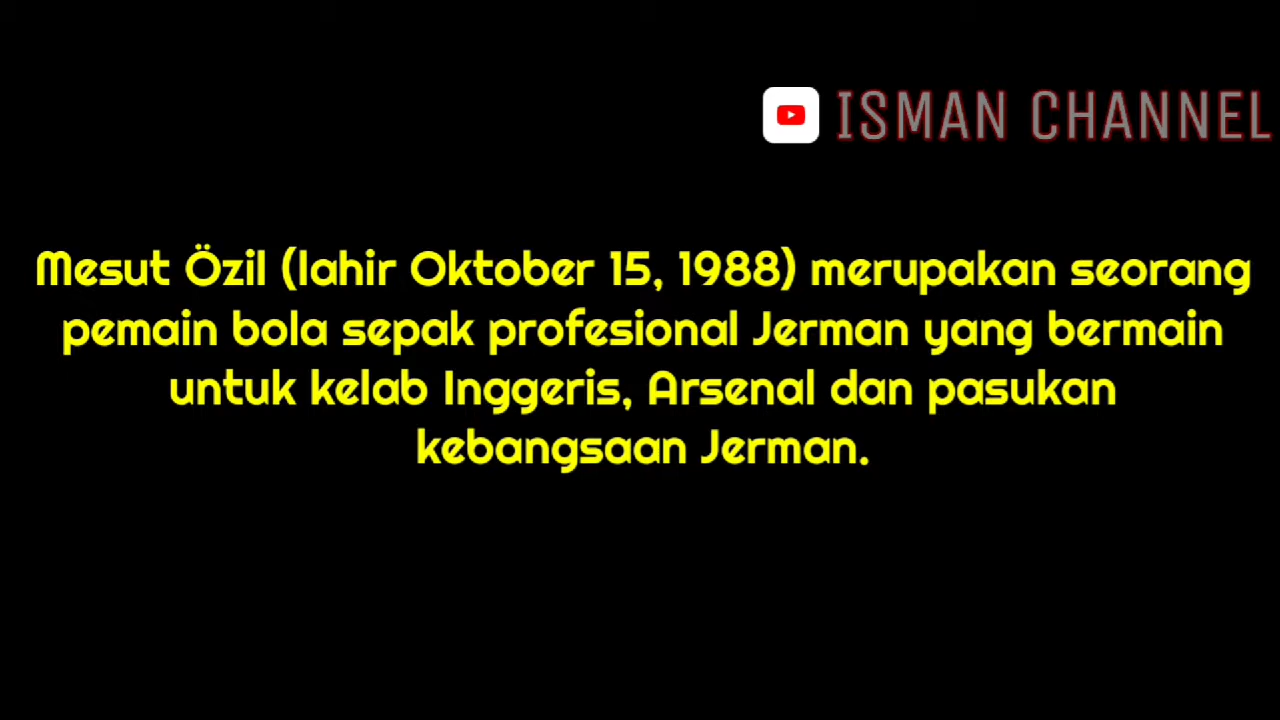 ISMAN CHANNEL
Mesut Özil (lahir Oktober 15, 1988) merupakan seorang
pemain bola sepak profesional Jerman yang bermain
untuk kelab Inggeris, Arsenal dan pasukan
kebangsaan Jerman.